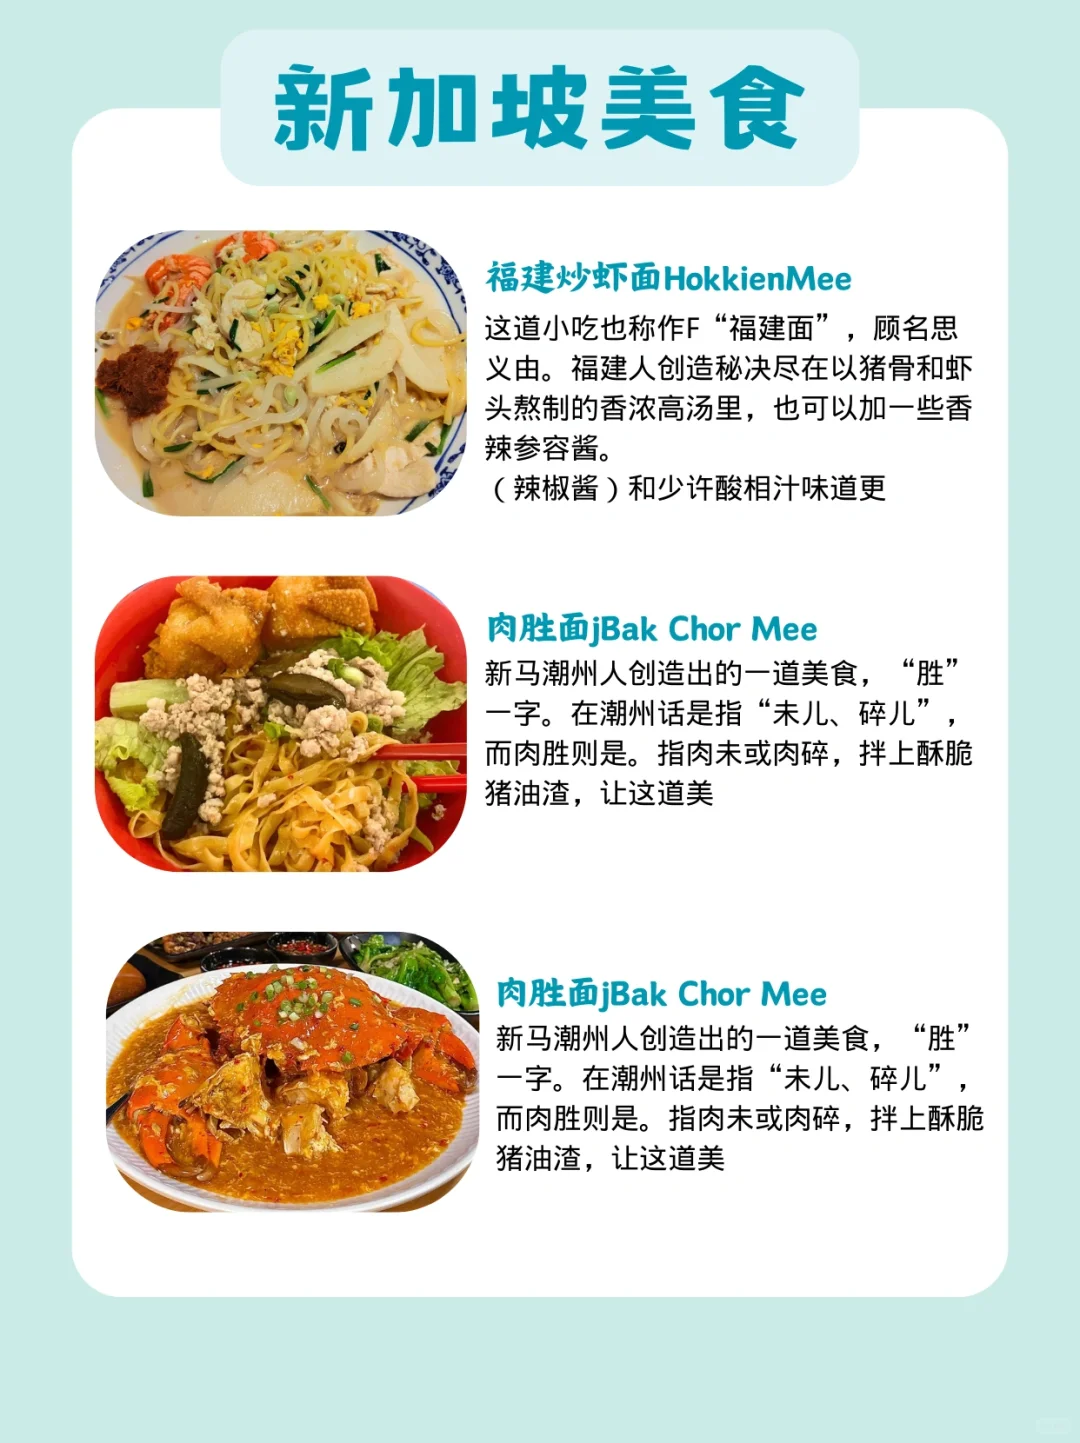 新加坡美食
福建炒虾面HokkienMee
这道小吃也称作F“福建面”，顾名思
义由。福建人创造秘决尽在以猪骨和虾
头熬制的香浓高汤里，也可以加一些香
辣参容酱。
（辣椒酱）和少许酸相汁味道更
肉胜面jBak Chor Mee
新马潮州人创造出的一道美食，“胜”
一字。在潮州话是指“未儿、碎儿”，
而肉胜则是。指肉未或肉碎，拌上酥脆
猪油渣，让这道美
肉胜面jBak Chor Mee
新马潮州人创造出的一道美食，“胜”
一字。在潮州话是指“未儿、碎儿”，
而肉胜则是。指肉未或肉碎，拌上酥脆
猪油渣，让这道美